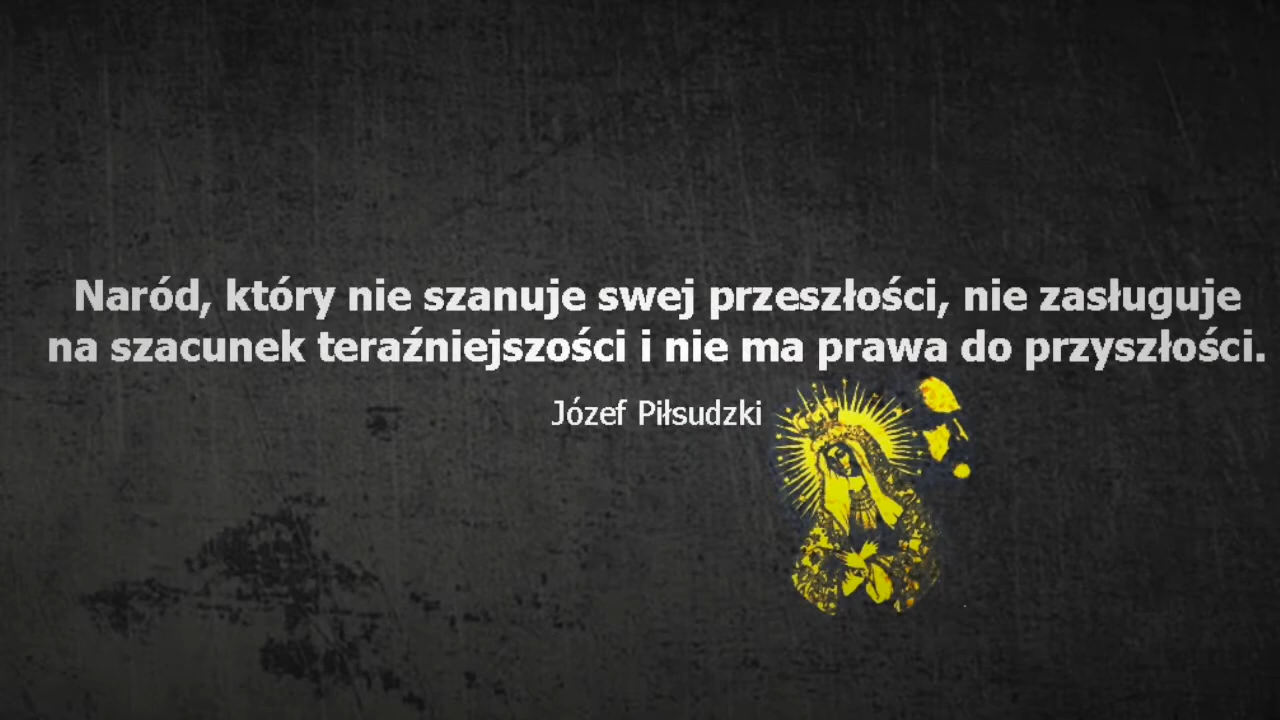 Naród, który nie szanuje swej przeszłości, nie zasługuje
na szacunek teraźniejszości i nie ma prawa do przyszłości.
Józef Piłsudzki